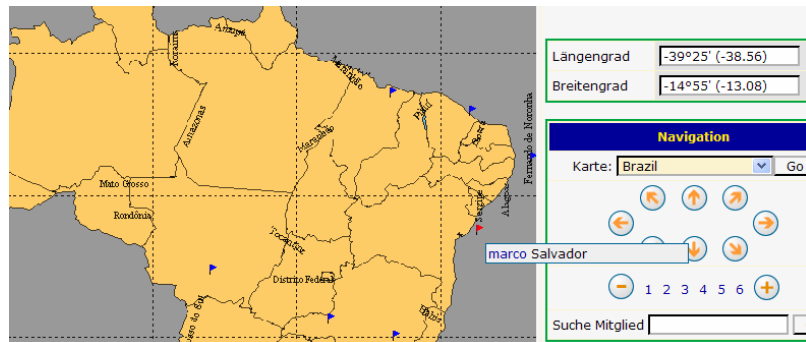 Amapá
Roraima
Maranhão
Amazonas
Piauí
Maranhão
Fernando de Noronha
Mato Grosso
Alagoas
Sergipe
Rondônia
Tocantins
Distrito Federal
Bahia
marco Salvador
Längengrad -39°25' (-38.56)
Breitengrad -14°55' (-13.08)
Navigation
Karte: Brazil Go
1 2 3 4 5 6
Suche Mitglied